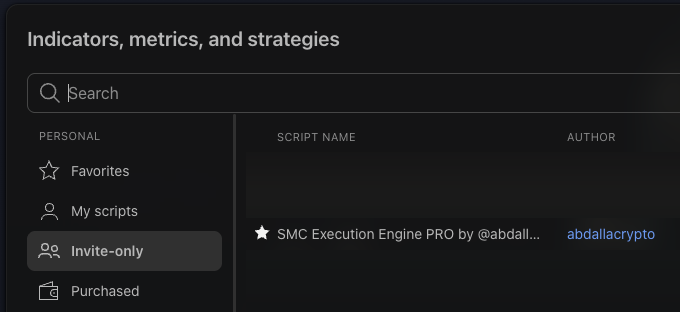 Indicators, metrics, and strategies
Search
PERSONAL
SCRIPT NAME
AUTHOR
Favorites
My scripts
SMC Execution Engine PRO by @abdall...
abdallacrypto
Invite-only
Purchased